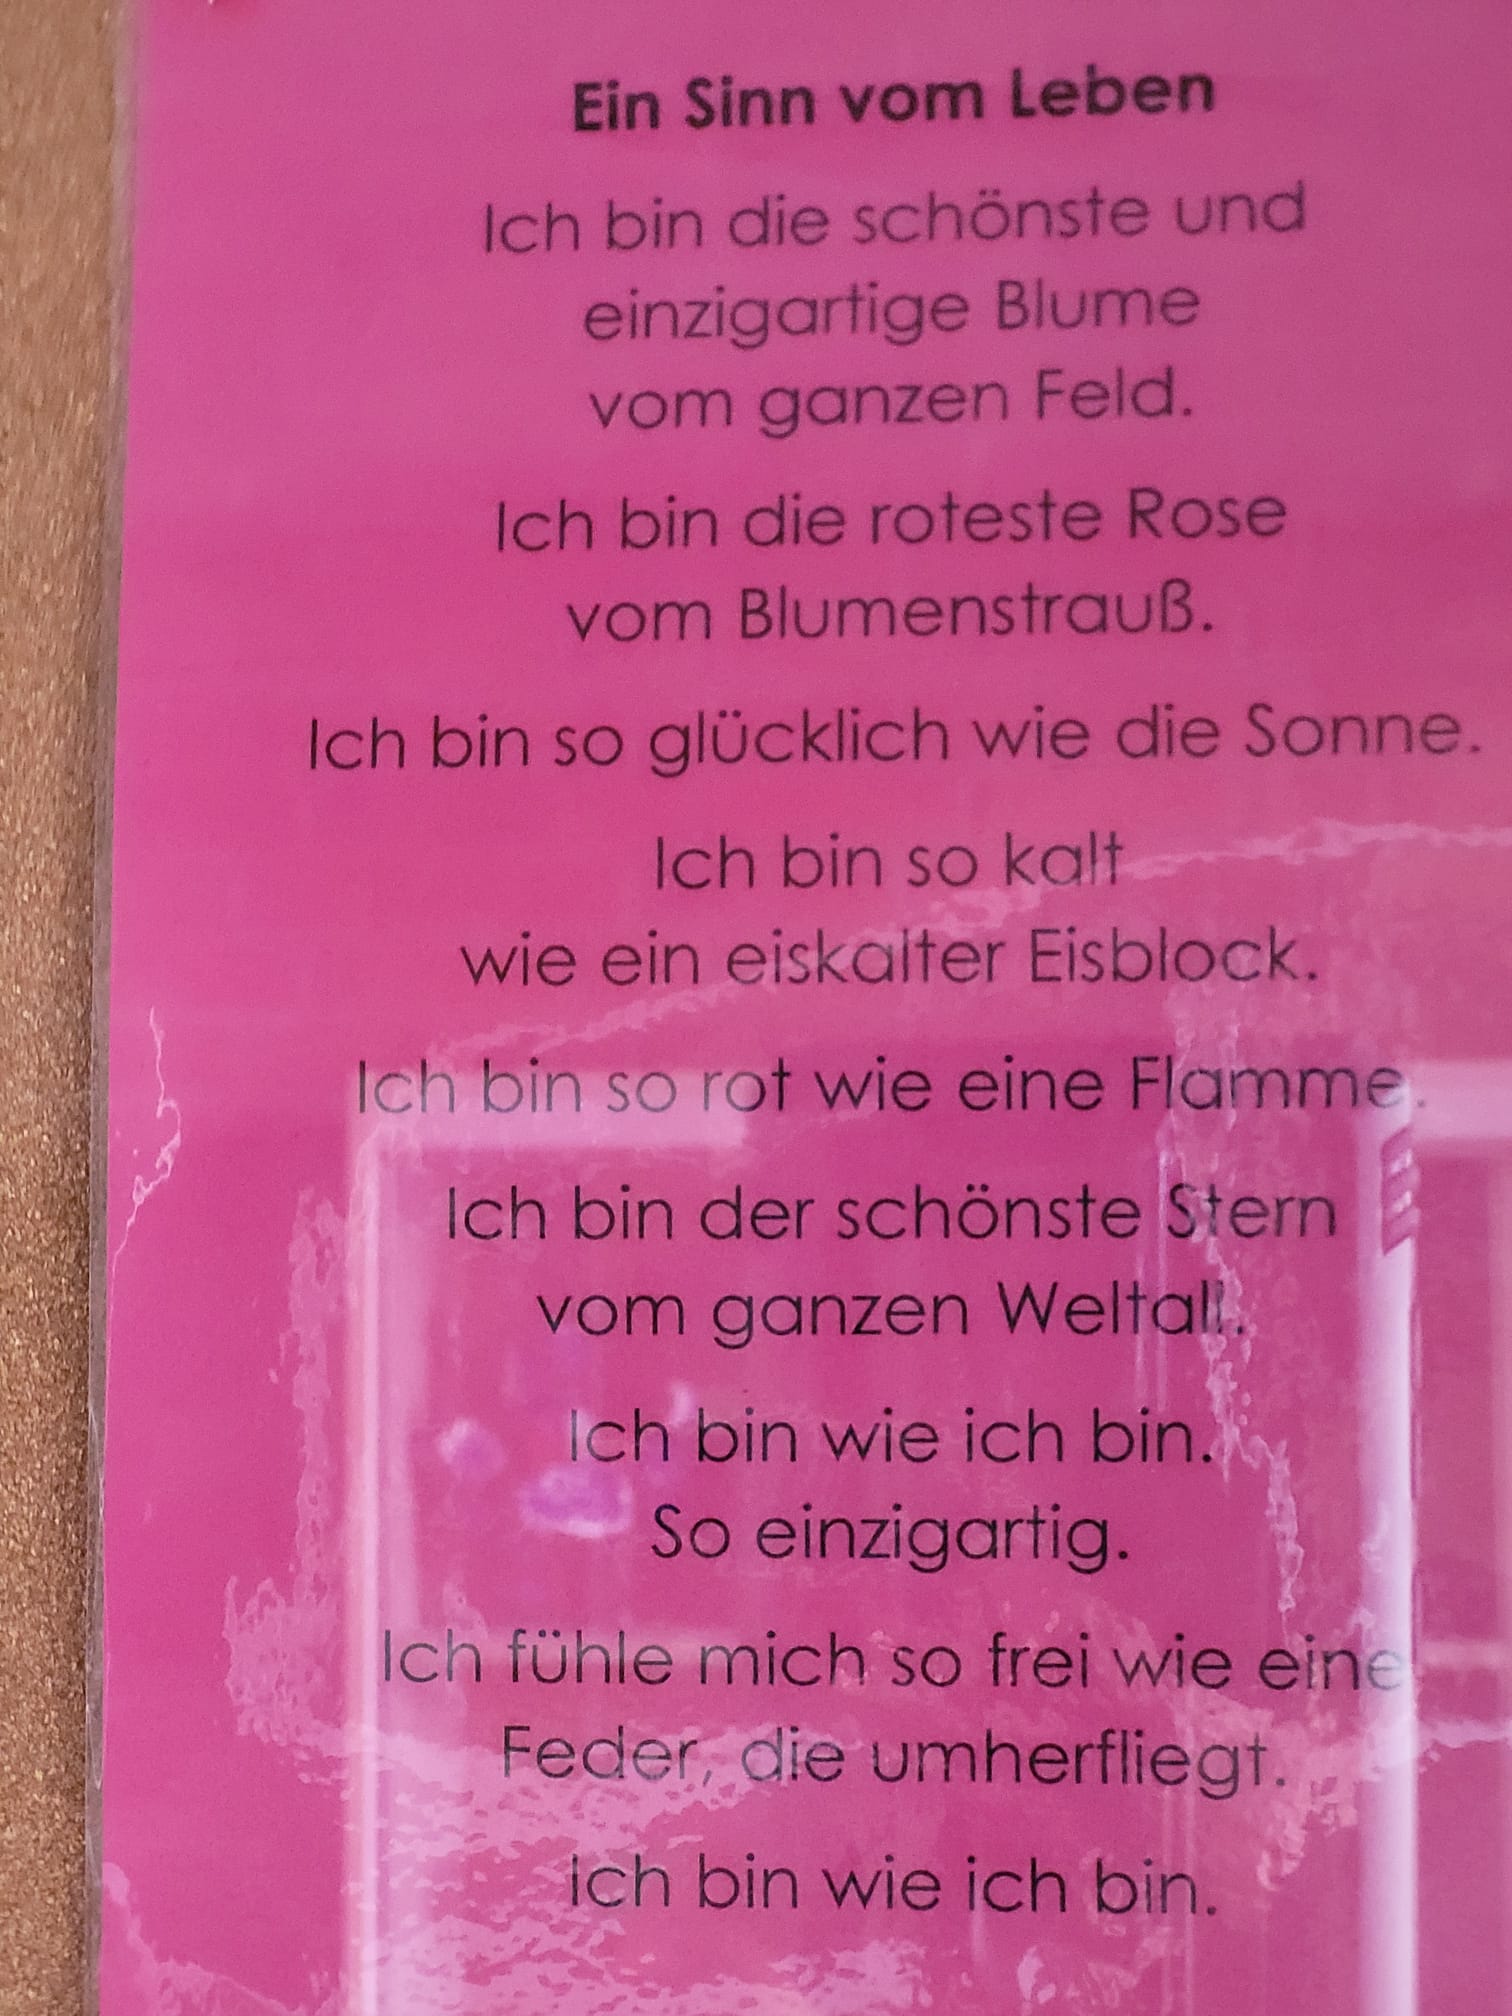 Ein Sinn vom Leben
Ich bin die schönste und
einzigartige Blume
vom ganzen Feld.
Ich bin die roteste Rose
vom Blumenstrauß.
Ich bin so glücklich wie die Sonne.
Ich bin so kalt
wie ein eiskalter Eisblock.
Ich bin so rot wie eine Flamme.
Ich bin der schönste Stern
vom ganzen Weltall.
Ich bin wie ich bin.
So einzigartig.
Ich fühle mich so frei wie eine
Feder, die umherfliegt.
Ich bin wie ich bin.